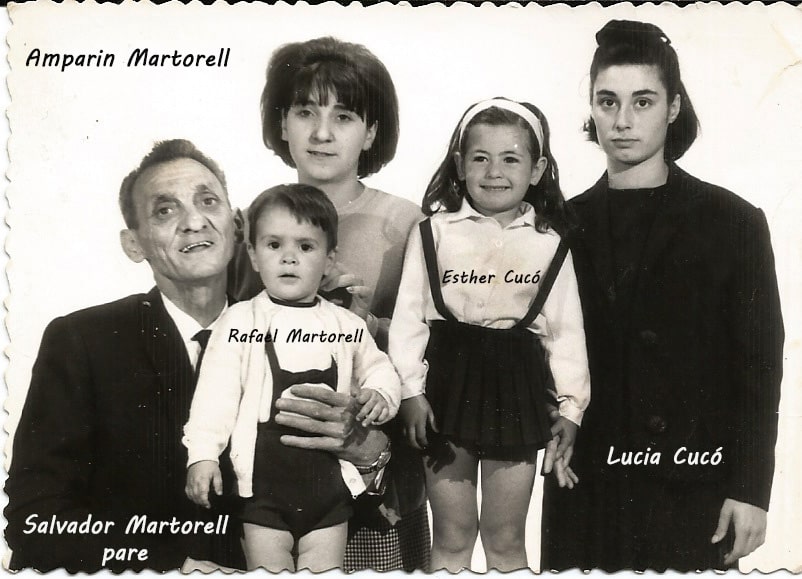 Amparin Martorell
Esther Cucó
Rafael Martorell
Lucia Cucó
Salvador Martorell
pare